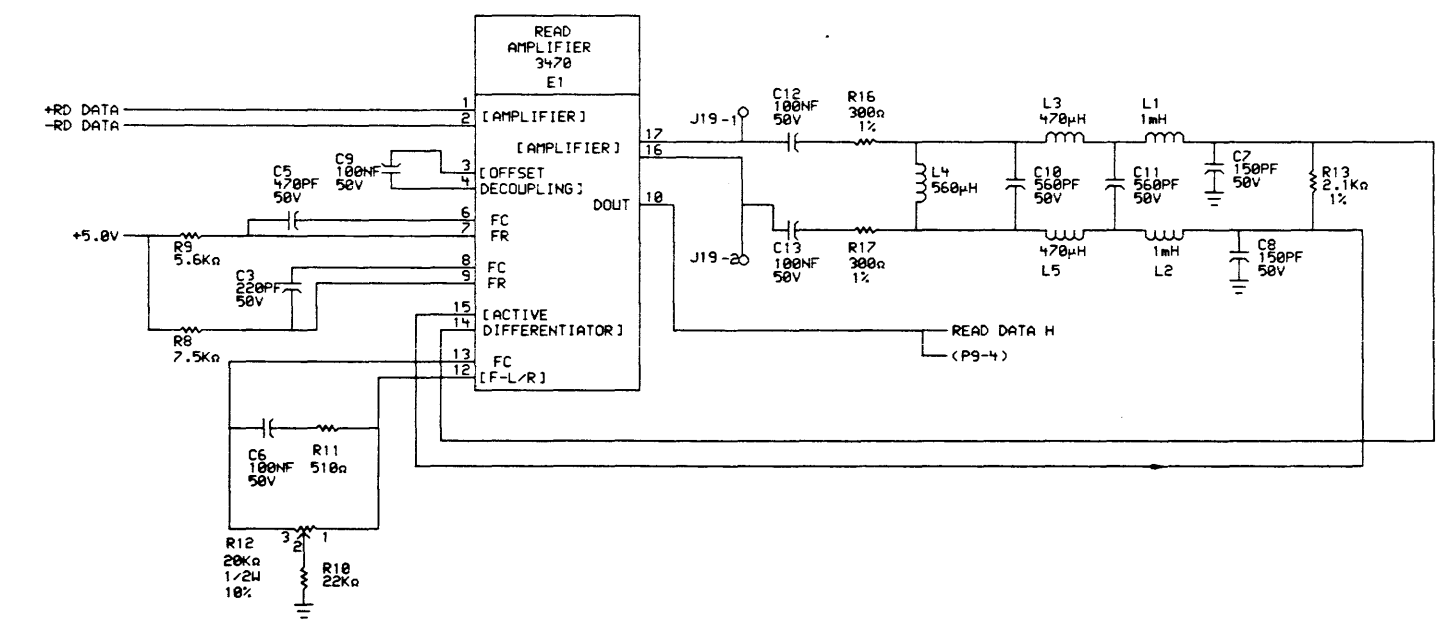 READ
AMPLIFIER
3470
E1
+RD DATA
-RD DATA
1
2
[AMPLIFIER]
[AMPLIFIER]
17
16
3
4
[OFFSET
DECOUPLING]
DOUT
10
6
7
FC
FR
8
9
FC
FR
15
14
[ACTIVE
DIFFERENTIATOR]
13
12
FC
[F-L/R]
C9
100NF
50V
C5
470PF
50V
+5.0V
R9
5.6KΩ
C3
220PF
50V
R8
7.5KΩ
C6
100NF
50V
R11
510Ω
3
2
1
R12
20KΩ
1/2W
10%
R10
22KΩ
J19-1
J19-2
C12
100NF
50V
R16
300Ω
1%
C13
100NF
50V
R17
300Ω
1%
L4
560µH
L3
470µH
L1
1mH
C10
560PF
50V
C11
560PF
50V
C7
150PF
50V
R13
2.1KΩ
1%
470µH
L5
1mH
L2
C8
150PF
50V
READ DATA H
(P9-4)